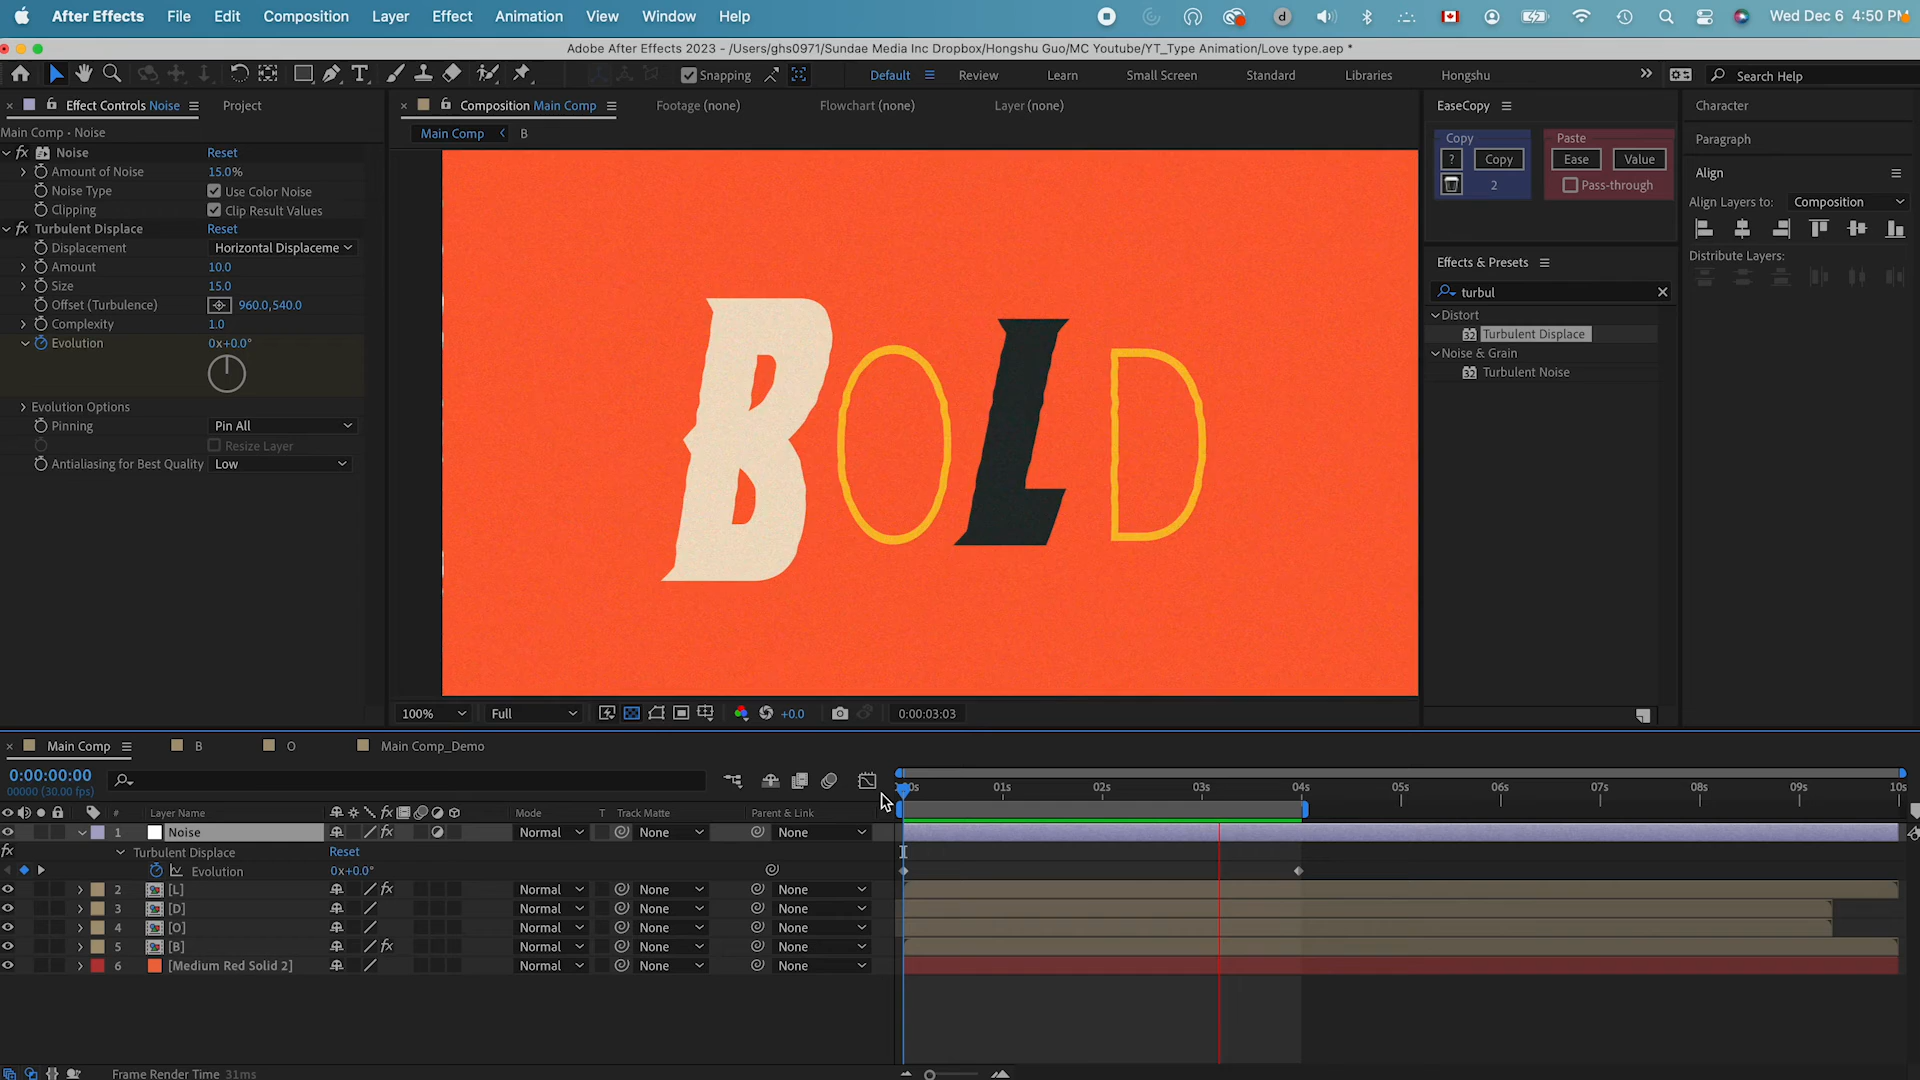 After Effects File Edit Composition Layer Effect Animation View Window Help Wed Dec 6 4:50 PM
Adobe After Effects 2023 - /Users/ghs0971/Sundae Media Inc Dropbox/Hongshu Guo/MC Youtube/YT_Type Animation/Love type.aep *
Snapping Default Review Learn Small Screen Standard Libraries Hongshu Search Help
Effect Controls Noise Project
Composition Main Comp Footage (none) Flowchart (none) Layer (none)
Main Comp B
Main Comp - Noise
fx Noise Reset
Amount of Noise 15.0%
Noise Type Use Color Noise
Clipping Clip Result Values
fx Turbulent Displace Reset
Displacement Horizontal Displaceme
Amount 10.0
Size 15.0
Offset (Turbulence) 960.0,540.0
Complexity 1.0
Evolution 0x+0.0°
Evolution Options
Pinning Pin All
Resize Layer
Antialiasing for Best Quality Low
BOLD
100% Full +0.0 0:00:03:03
EaseCopy
Copy Paste
? Copy Ease Value
2 Pass-through
Effects & Presets
turbul
Distort
32 Turbulent Displace
Noise & Grain
32 Turbulent Noise
Character
Paragraph
Align
Align Layers to: Composition
Distribute Layers:
Main Comp B O Main Comp_Demo
0:00:00:00
00000 (30.00 fps)
0s 01s 02s 03s 04s 05s 06s 07s 08s 09s 10s
# Layer Name fx Mode T Track Matte Parent & Link
1 Noise fx Normal None None
fx Turbulent Displace Reset
Evolution 0x+0.0°
2 [L] fx Normal None None
3 [D] Normal None None
4 [O] Normal None None
5 [B] fx Normal None None
6 [Medium Red Solid 2] Normal None None
Frame Render Time 31ms